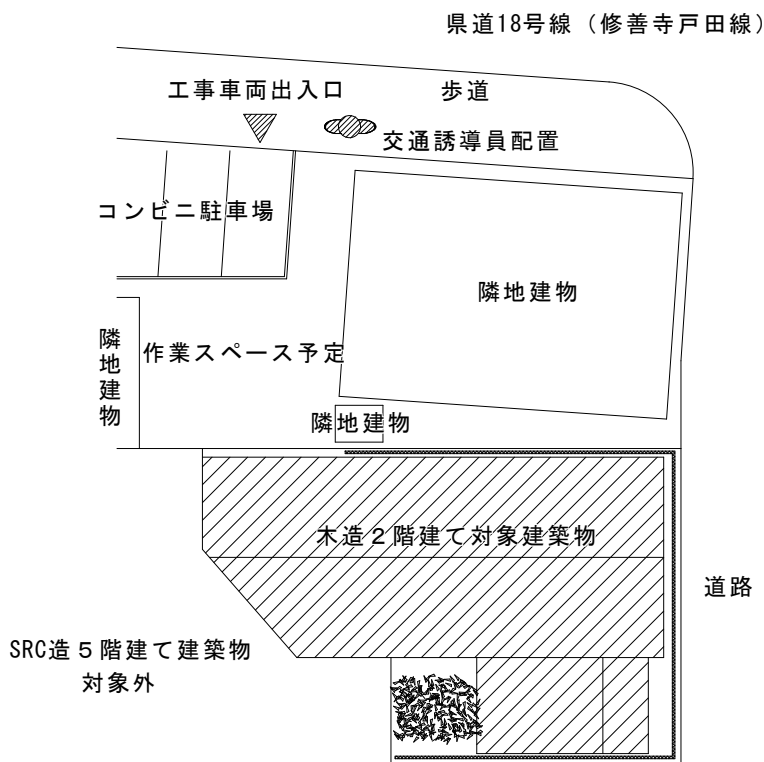 県道18号線（修善寺戸田線）
工事車両出入口
歩道
交通誘導員配置
コンビニ駐車場
隣地建物
隣地建物
作業スペース予定
隣地建物
木造２階建て対象建築物
道路
SRC造５階建て建築物
対象外